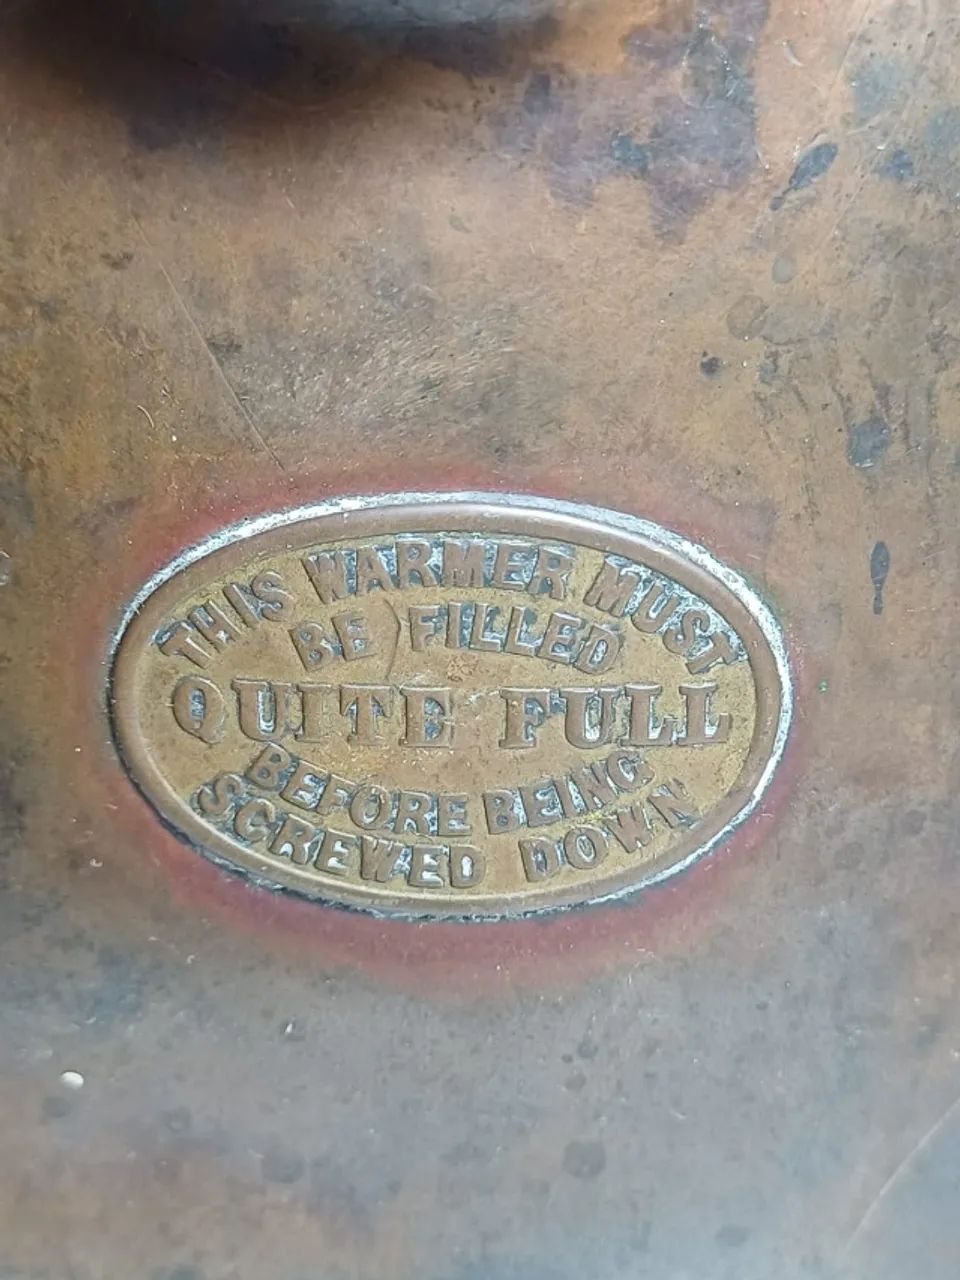 THIS WARMER MUST
BE FILLED
QUITE FULL
BEFORE BEING
SCREWED DOWN